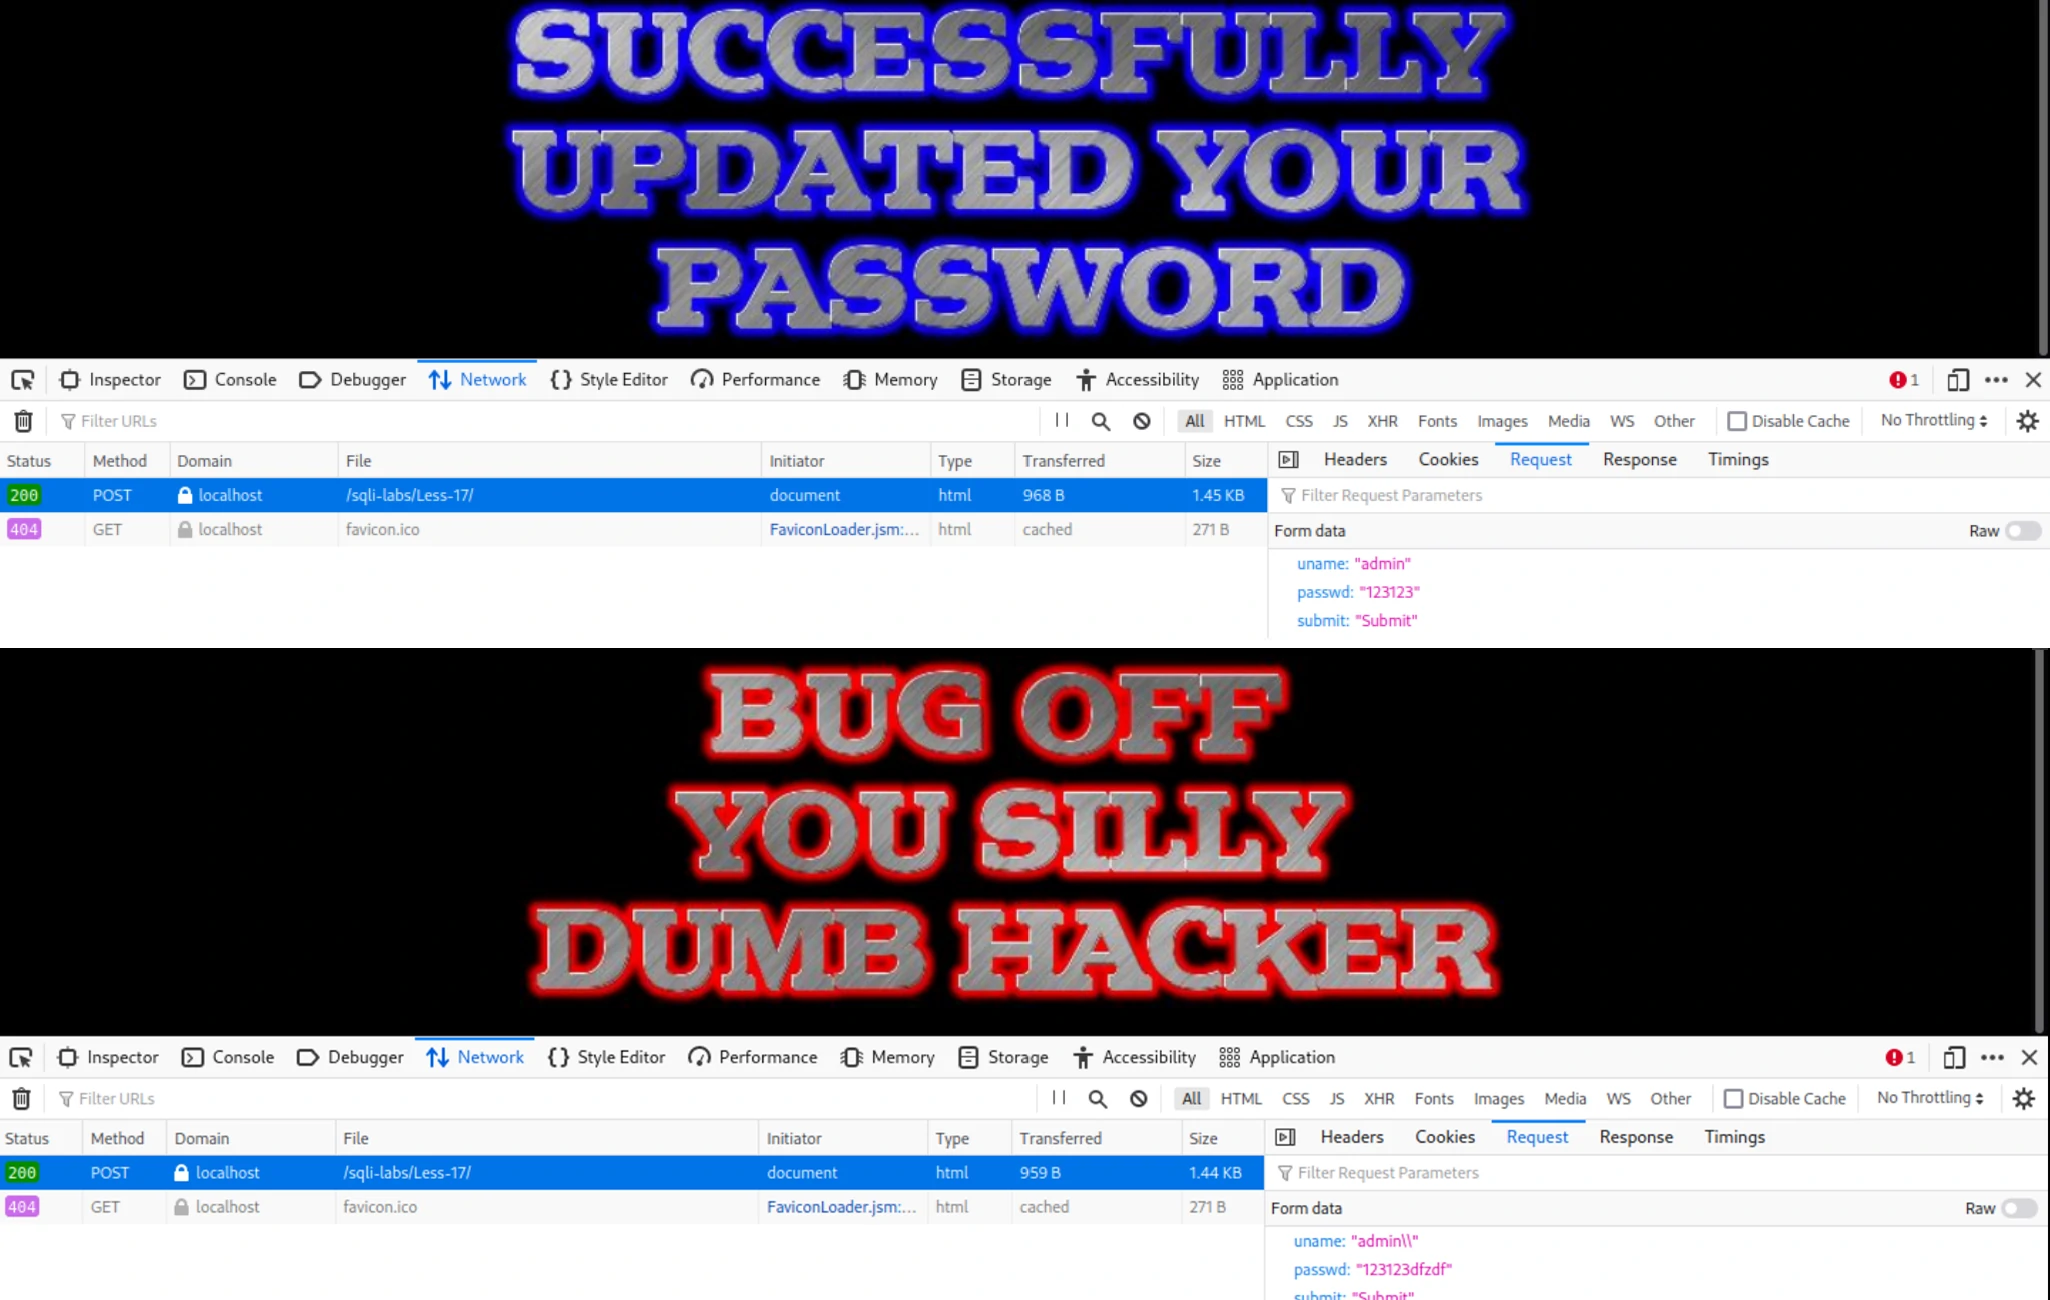 SUCCESSFULLY
UPDATED YOUR
PASSWORD
Inspector Console Debugger Network Style Editor Performance Memory Storage Accessibility Application 1
Filter URLs All HTML CSS JS XHR Fonts Images Media WS Other Disable Cache No Throttling
Status Method Domain File Initiator Type Transferred Size Headers Cookies Request Response Timings
200 POST localhost /sqli-labs/Less-17/ document html 968 B 1.45 KB Filter Request Parameters
404 GET localhost favicon.ico FaviconLoader.jsm:... html cached 271 B Form data Raw
uname: "admin"
passwd: "123123"
submit: "Submit"
BUG OFF
YOU SILLY
DUMB HACKER
Inspector Console Debugger Network Style Editor Performance Memory Storage Accessibility Application 1
Filter URLs All HTML CSS JS XHR Fonts Images Media WS Other Disable Cache No Throttling
Status Method Domain File Initiator Type Transferred Size Headers Cookies Request Response Timings
200 POST localhost /sqli-labs/Less-17/ document html 959 B 1.44 KB Filter Request Parameters
404 GET localhost favicon.ico FaviconLoader.jsm:... html cached 271 B Form data Raw
uname: "admin\\"
passwd: "123123dfzdf"
submit: "Submit"